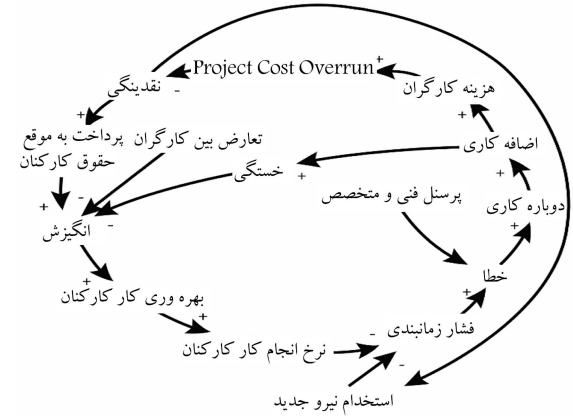 Project Cost Overrun
نقدینگی
هزینه کارگران
پرداخت به موقع
حقوق کارکنان
تعارض بین کارگران
اضافه کاری
خستگی
پرسنل فنی و متخصص
دوباره کاری
انگیزش
خطا
بهره وری کار کارکنان
فشار زمانبندی
نرخ انجام کار کارکنان
استخدام نیرو جدید